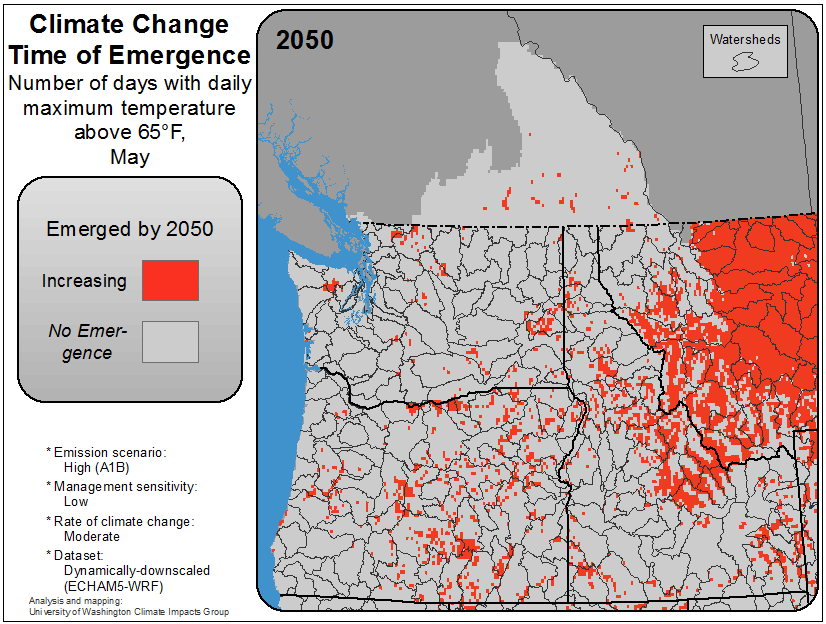 Climate Change
Time of Emergence
Number of days with daily
maximum temperature
above 65°F,
May
Emerged by 2050
Increasing
No Emer-
gence
* Emission scenario:
High (A1B)
* Management sensitivity:
Low
* Rate of climate change:
Moderate
* Dataset:
Dynamically-downscaled
(ECHAM5-WRF)
Analysis and mapping:
University of Washington Climate Impacts Group
2050
Watersheds